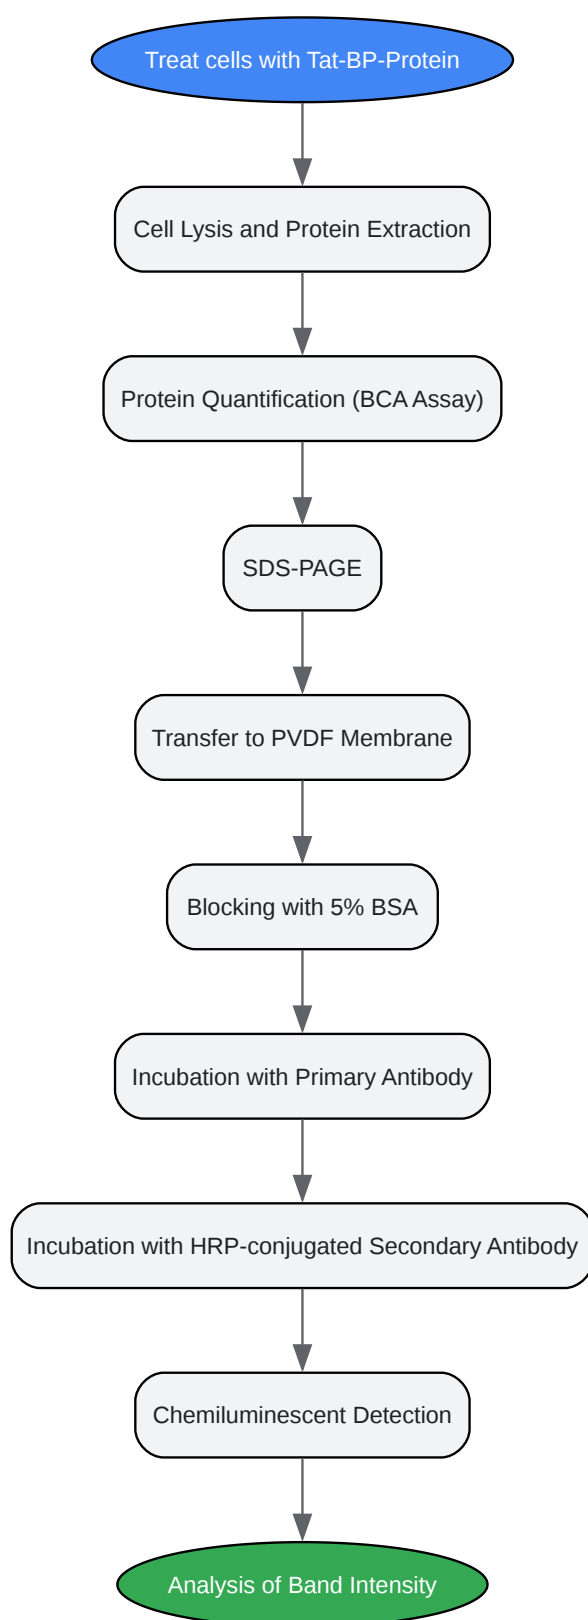 Treat cells with Tat-BP-Protein
Cell Lysis and Protein Extraction
Protein Quantification (BCA Assay)
SDS-PAGE
Transfer to PVDF Membrane
Blocking with 5% BSA
Incubation with Primary Antibody
Incubation with HRP-conjugated Secondary Antibody
Chemiluminescent Detection
Analysis of Band Intensity